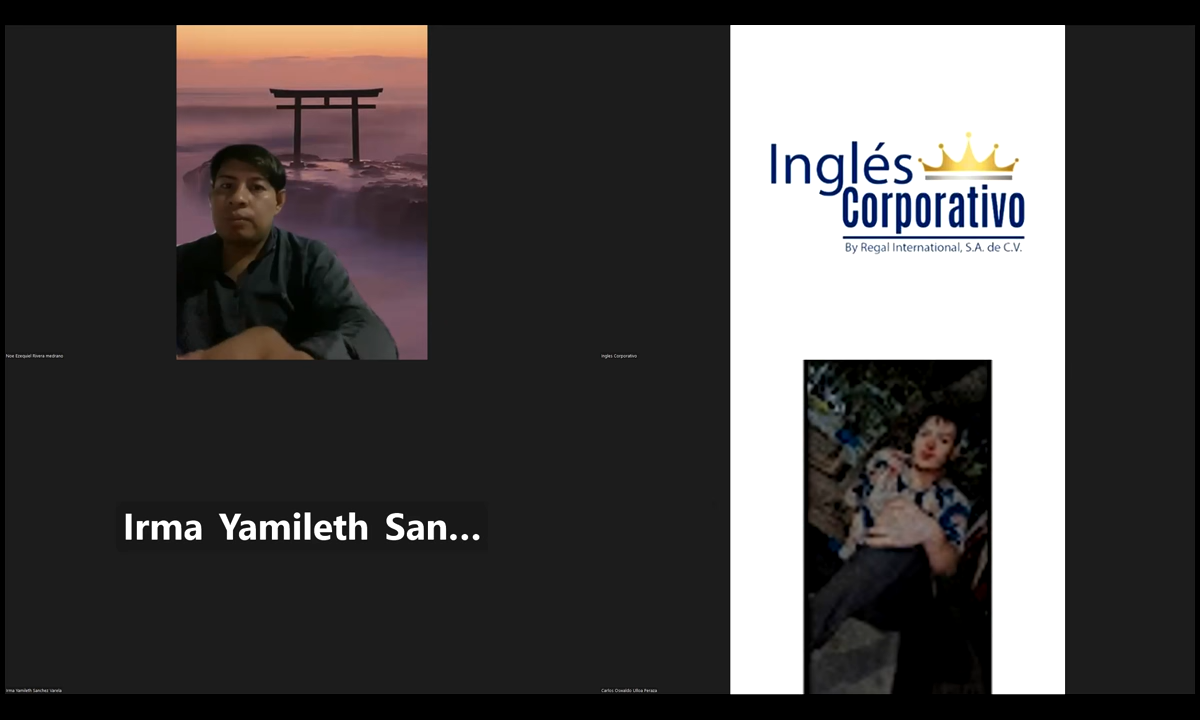 Inglés
Corporativo
By Regal International, S.A. de C.V.
Noe Ezequiel Rivera medrano
Inglés Corporativo
Irma Yamileth San...
Irma Yamileth Sanchez Varela
Carlos Oswaldo Ulloa Peraza